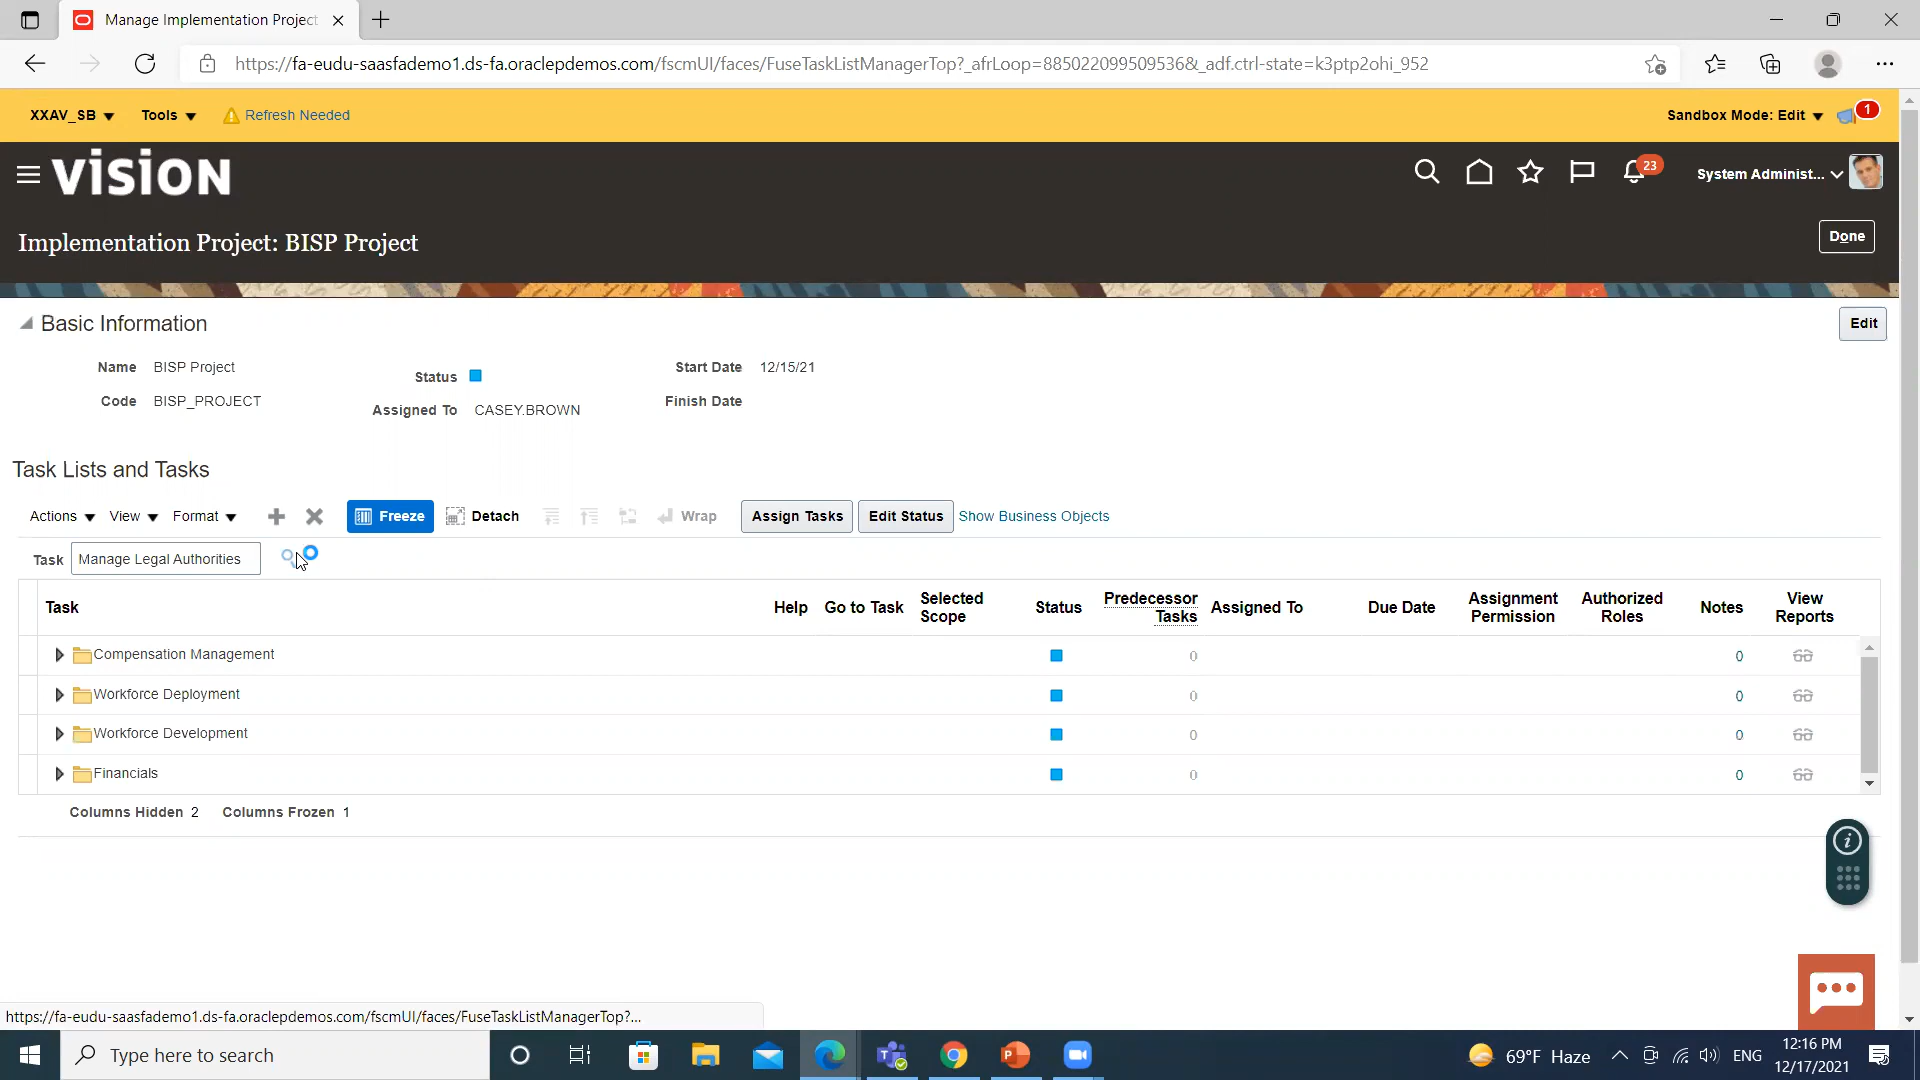 Manage Implementation Project
https://fa-eudu-saasfademo1.ds-fa.oraclepdemos.com/fscmUI/faces/FuseTaskListManagerTop?_afrLoop=8850220995095366&_adf.ctrl-state=k3ptp2ohi_952
XXAV_SB Tools Refresh Needed Sandbox Mode: Edit 1
vision 23 System Administ...
Implementation Project: BISP Project Done
Basic Information Edit
Name BISP Project Status Start Date 12/15/21
Code BISP_PROJECT Assigned To CASEY.BROWN Finish Date
Task Lists and Tasks
Actions View Format Freeze Detach Wrap Assign Tasks Edit Status Show Business Objects
Task Manage Legal Authorities
Task Help Go to Task Selected Scope Status Predecessor Tasks Assigned To Due Date Assignment Permission Authorized Roles Notes View Reports
Compensation Management 0 0
Workforce Deployment 0 0
Workforce Development 0 0
Financials 0 0
Columns Hidden 2 Columns Frozen 1
https://fa-eudu-saasfademo1.ds-fa.oraclepdemos.com/fscmUI/faces/FuseTaskListManagerTop?...
Type here to search 69°F Haze ENG 12:16 PM
12/17/2021